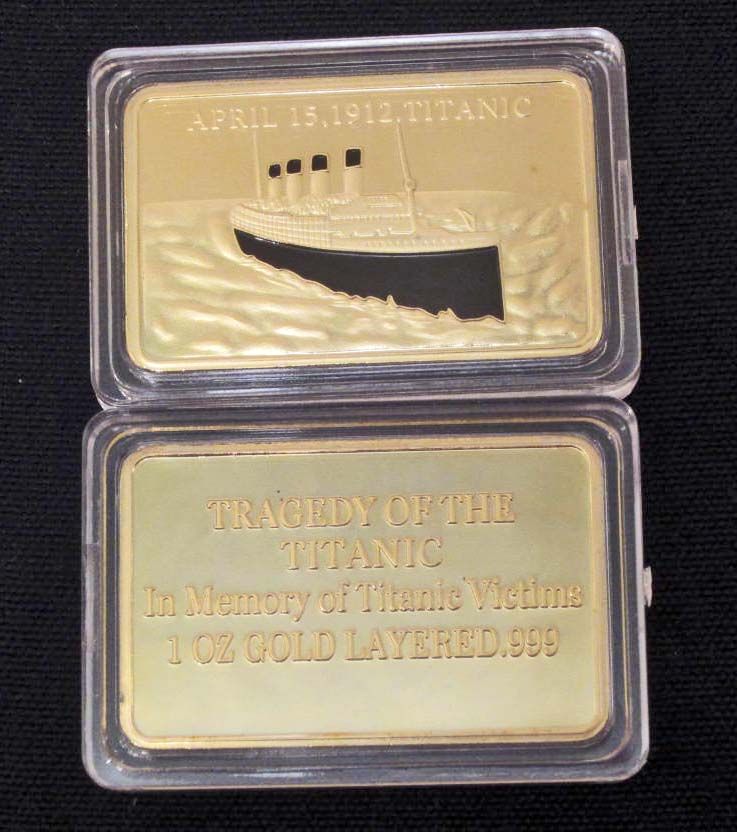 APRIL 15,1912,TITANIC
TRAGEDY OF THE
TITANIC
In Memory of Titanic Victims
1 OZ GOLD LAYERED.999